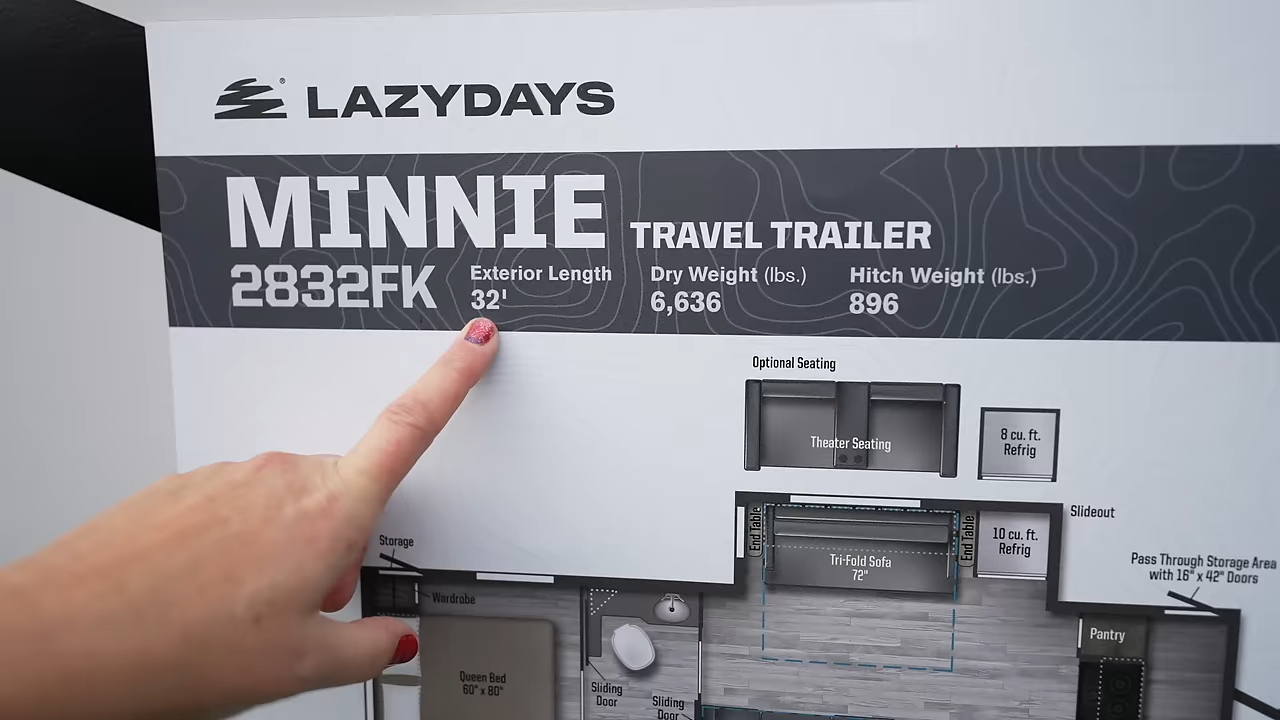 LAZYDAYS®
MINNIE TRAVEL TRAILER
2832FK
Exterior Length
32'
Dry Weight (lbs.)
6,636
Hitch Weight (lbs.)
896
Optional Seating
Theater Seating
8 cu. ft.
Refrig
Slideout
End Table
Tri-Fold Sofa
72"
End Table
10 cu. ft.
Refrig
Pass Through Storage Area
with 16" x 42" Doors
Storage
Wardrobe
Queen Bed
60" x 80"
Sliding
Door
Sliding
Door
Pantry